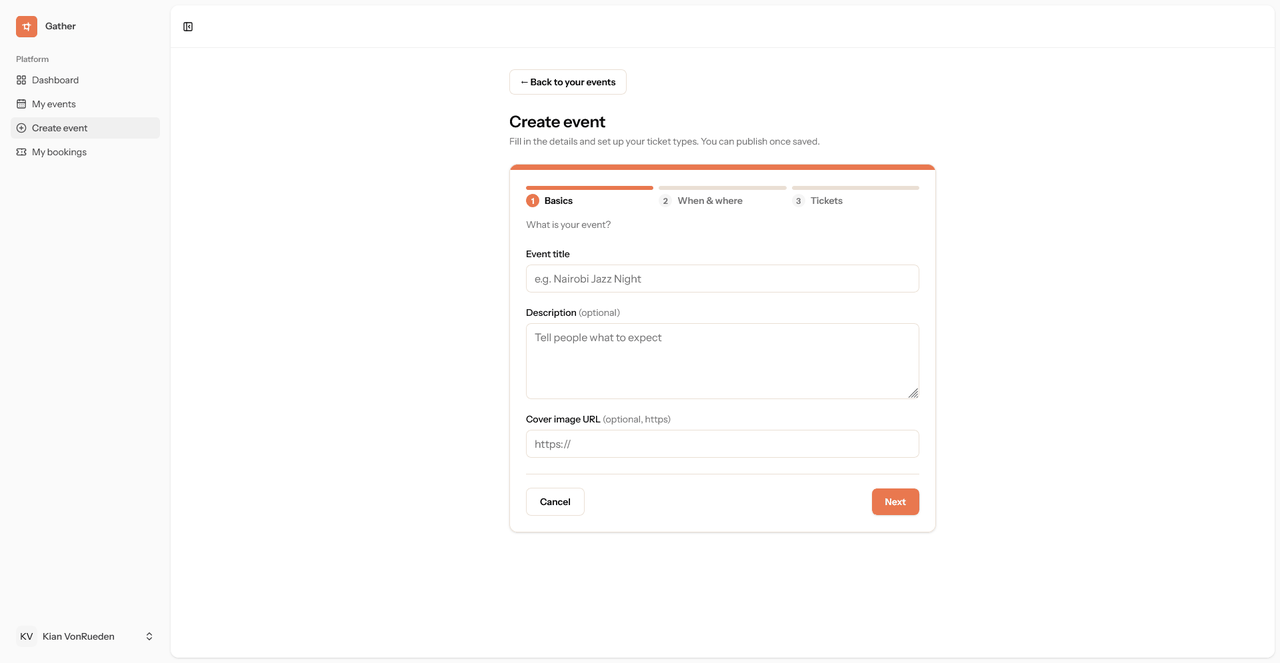 Gather
Platform
Dashboard
My events
Create event
My bookings
KV Kian VonRueden
← Back to your events
Create event
Fill in the details and set up your ticket types. You can publish once saved.
1 Basics 2 When & where 3 Tickets
What is your event?
Event title
e.g. Nairobi Jazz Night
Description (optional)
Tell people what to expect
Cover image URL (optional, https)
https://
Cancel Next